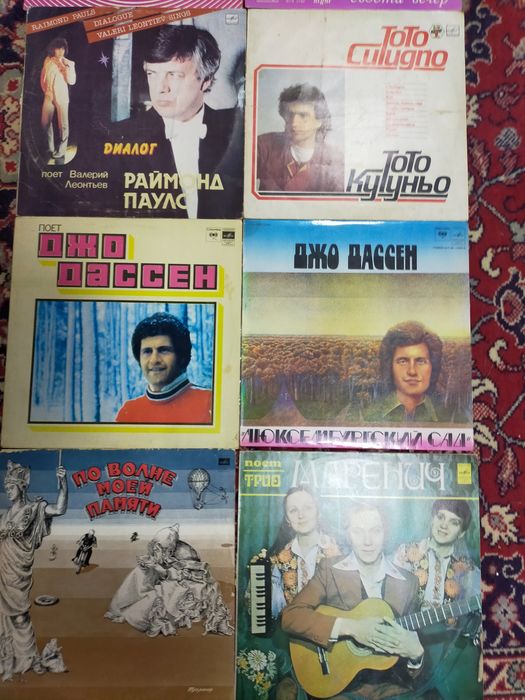 night
RAIMOND PAULS
DIALOGUE
VALERI LEONTIEV SINGS
ДИАЛОГ
поет Валерий
Леонтьев
РАЙМОНД
ПАУЛС
TOTO
CUTUGNO
ТОТО
КУТУНЬО
ПОЕТ
ДЖО
ДАССЕН
ДЖО ДАССЕН
"ЛЮКСЕМБУРГСКИЙ САД"
ПО ВОЛНЕ
МОЕЙ
ПАМЯТИ
поет
ТРИО
МАРЕНИЧ